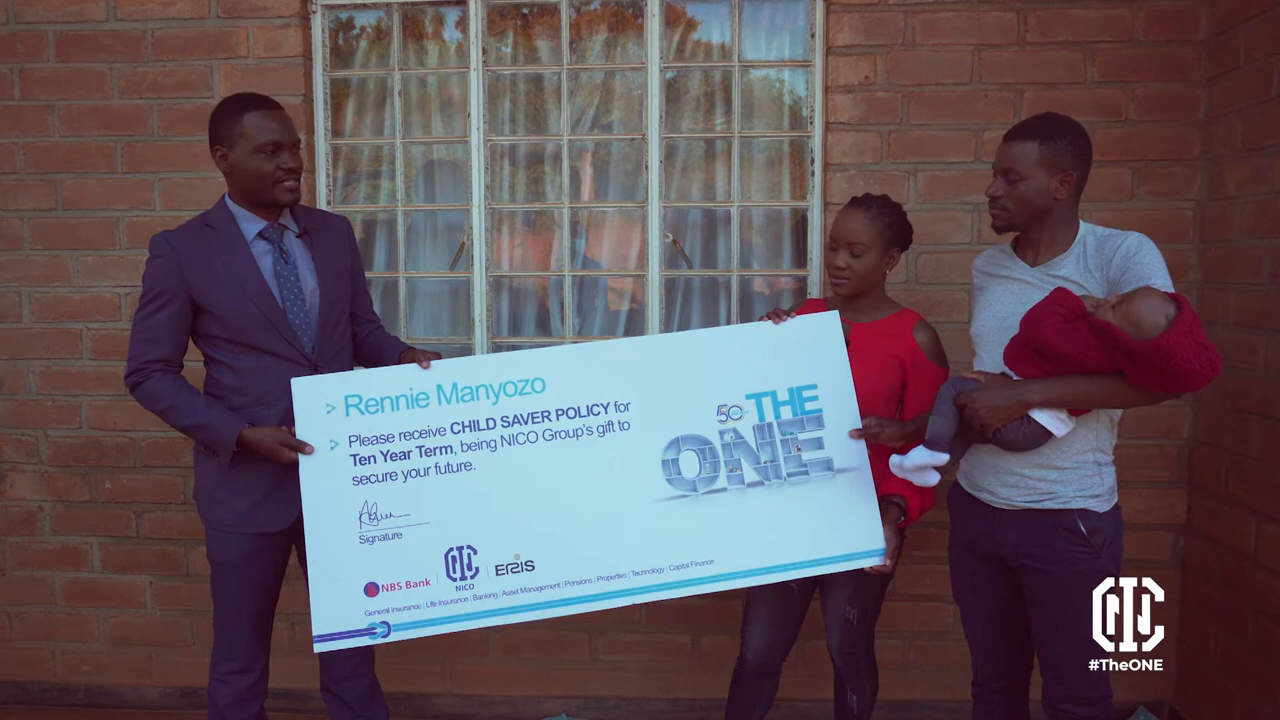 > Rennie Manyozo
> Please receive CHILD SAVER POLICY for
Ten Year Term, being NICO Group's gift to
secure your future.
Signature
50
THE
ONE
NBS Bank
NICO
ERIS
General Insurance | Life Insurance | Banking | Asset Management | Pensions | Properties | Technology | Capital Finance
#TheONE